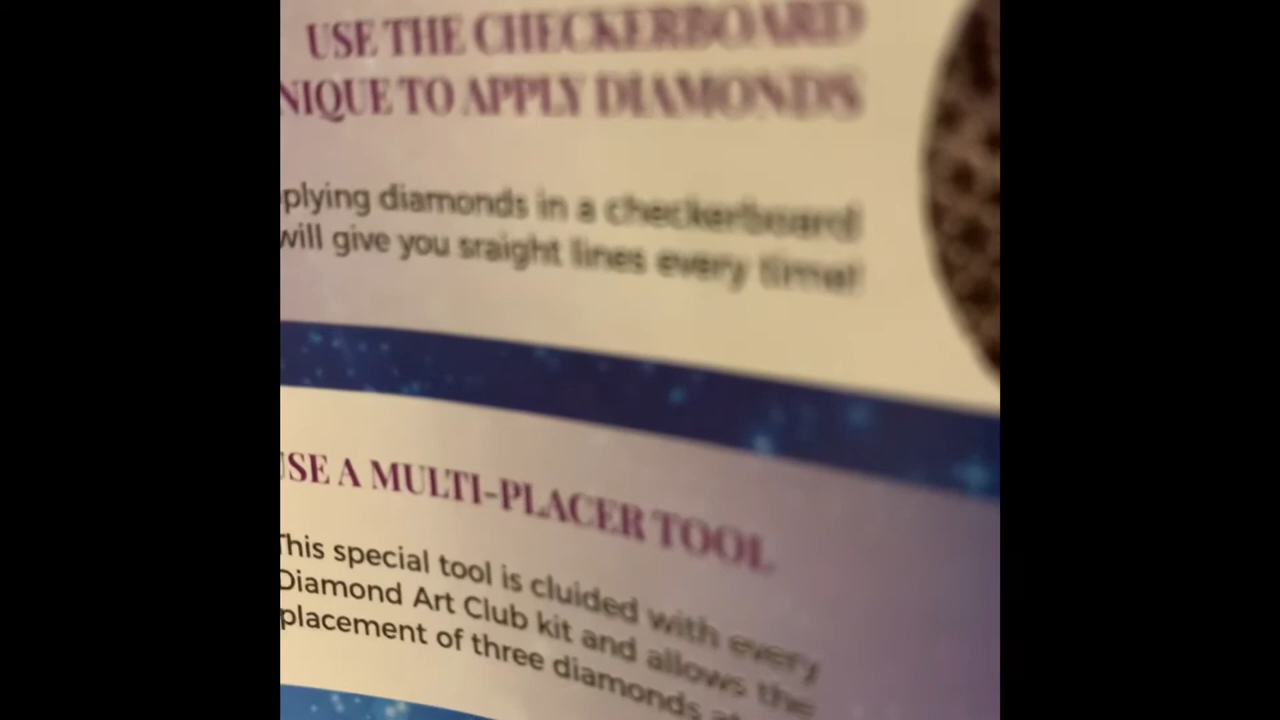 USE THE CHECKERBOARD
NIQUE TO APPLY DIAMONDS
plying diamonds in a checkerboard
will give you sraight lines every time!
USE A MULTI-PLACER TOOL
This special tool is cluided with every
Diamond Art Club kit and allows the
placement of three diamonds at